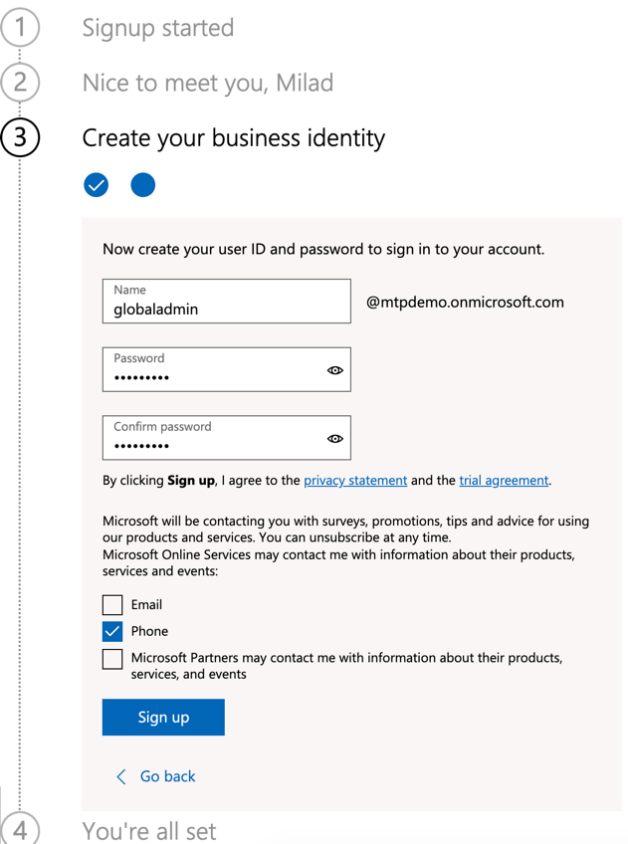 1 Signup started
2 Nice to meet you, Milad
3 Create your business identity
Now create your user ID and password to sign in to your account.
Name
globaladmin @mtpdemo.onmicrosoft.com
Password
•••••••••
Confirm password
•••••••••
By clicking Sign up, I agree to the privacy statement and the trial agreement.
Microsoft will be contacting you with surveys, promotions, tips and advice for using
our products and services. You can unsubscribe at any time.
Microsoft Online Services may contact me with information about their products,
services and events:
Email
Phone
Microsoft Partners may contact me with information about their products,
services, and events
Sign up
Go back
4 You're all set